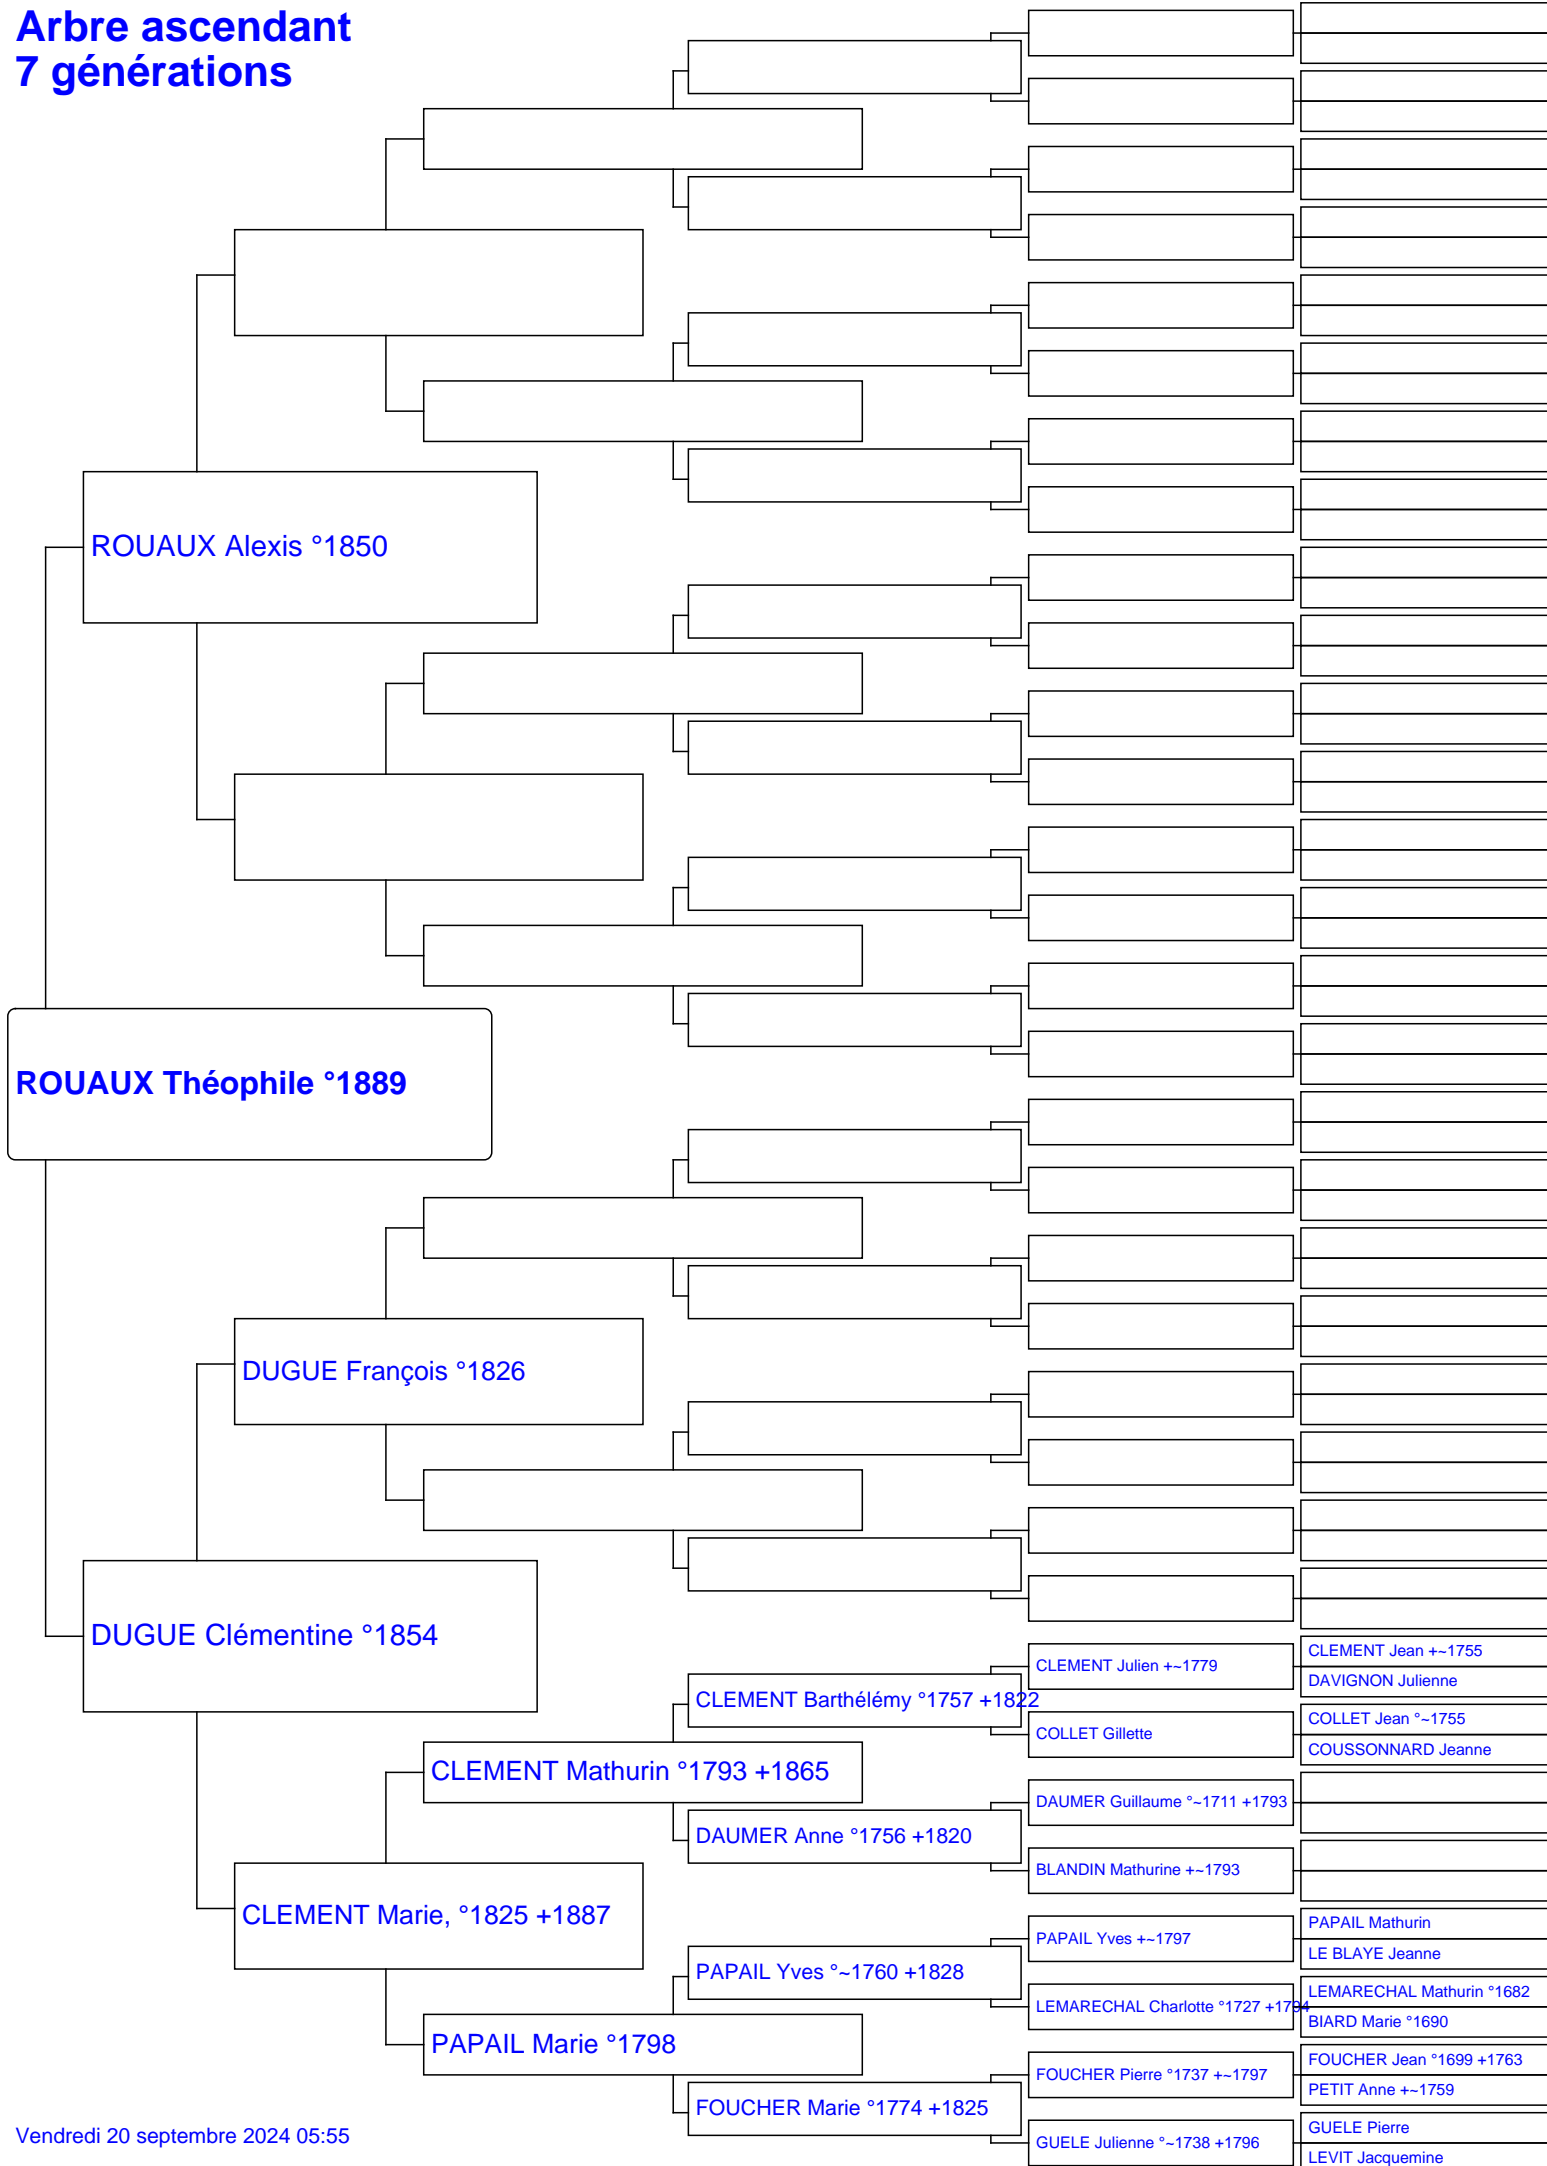 Arbre ascendant
7 générations
ROUAUX Alexis °1850
ROUAUX Théophile °1889
DUGUE François °1826
DUGUE Clémentine °1854
CLEMENT Julien +~1779
CLEMENT Jean +~1755
DAVIGNON Julienne
CLEMENT Barthélémy °1757 +1822
COLLET Gillette
COLLET Jean °~1755
COUSSONNARD Jeanne
CLEMENT Mathurin °1793 +1865
DAUMER Guillaume °~1711 +1793
DAUMER Anne °1756 +1820
BLANDIN Mathurine +~1793
CLEMENT Marie, °1825 +1887
PAPAIL Yves +~1797
PAPAIL Mathurin
LE BLAYE Jeanne
PAPAIL Yves °~1760 +1828
LEMARECHAL Charlotte °1727 +1794
LEMARECHAL Mathurin °1682
BIARD Marie °1690
PAPAIL Marie °1798
FOUCHER Pierre °1737 +~1797
FOUCHER Jean °1699 +1763
PETIT Anne +~1759
FOUCHER Marie °1774 +1825
GUELE Julienne °~1738 +1796
GUELE Pierre
LEVIT Jacquemine
Vendredi 20 septembre 2024 05:55